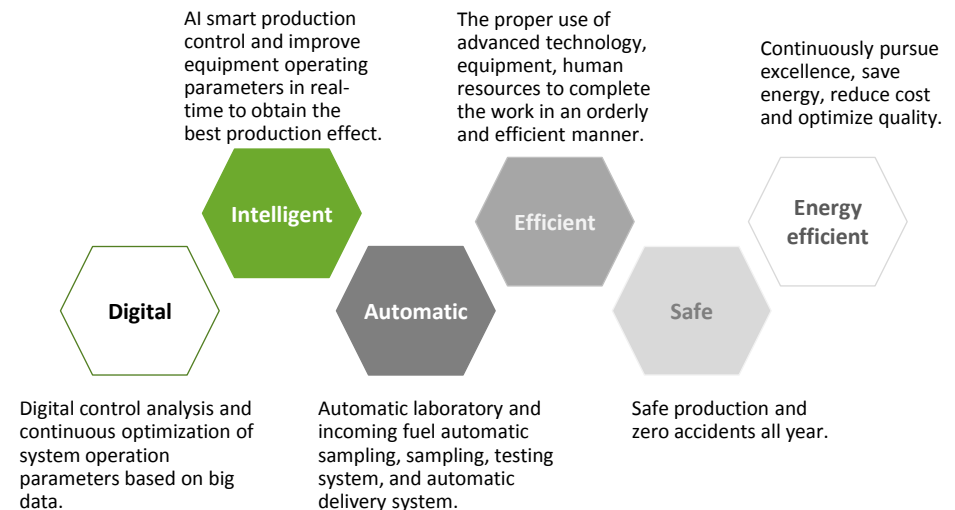 AI smart production
control and improve
equipment operating
parameters in real-
time to obtain the
best production effect.
The proper use of
advanced technology,
equipment, human
resources to complete
the work in an orderly
and efficient manner.
Continuously pursue
excellence, save
energy, reduce cost
and optimize quality.
Intelligent
Efficient
Energy
efficient
Digital
Automatic
Safe
Digital control analysis and
continuous optimization of
system operation
parameters based on big
data.
Automatic laboratory and
incoming fuel automatic
sampling, sampling, testing
system, and automatic
delivery system.
Safe production and
zero accidents all year.